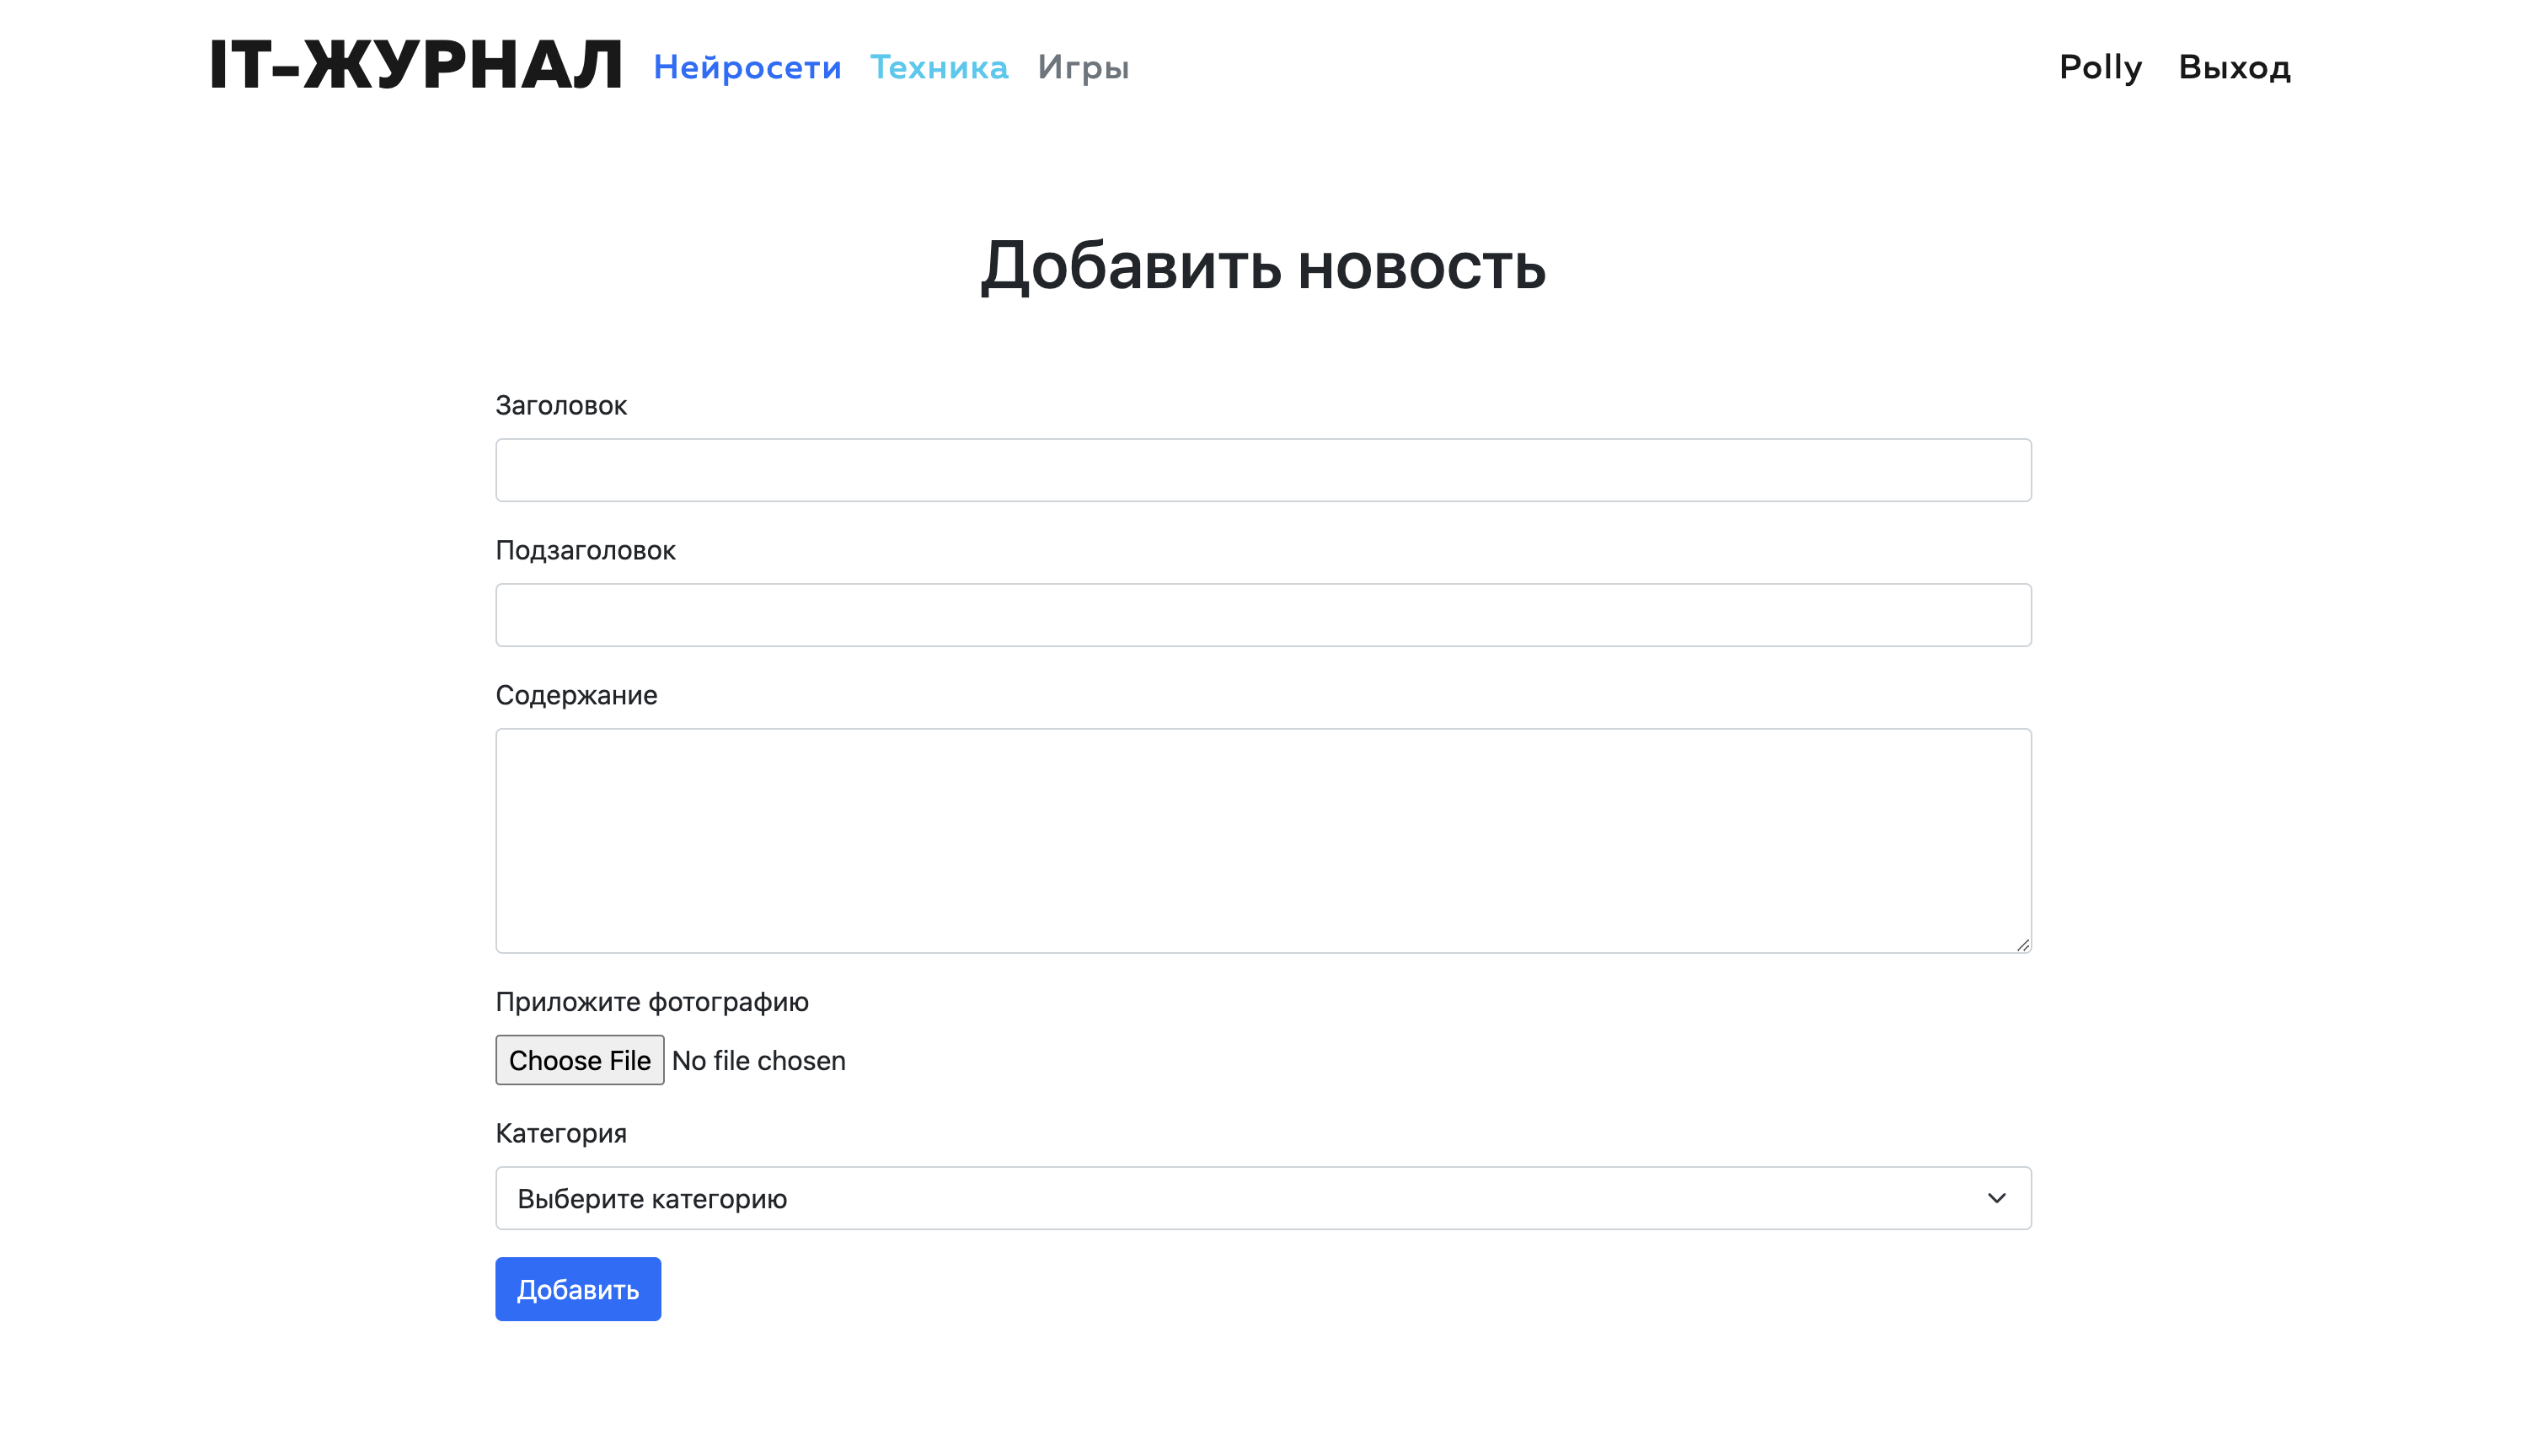 IT-ЖУРНАЛ Нейросети Техника Игры Polly Выход
Добавить новость
Заголовок
Подзаголовок
Содержание
Приложите фотографию
Choose File No file chosen
Категория
Выберите категорию
Добавить